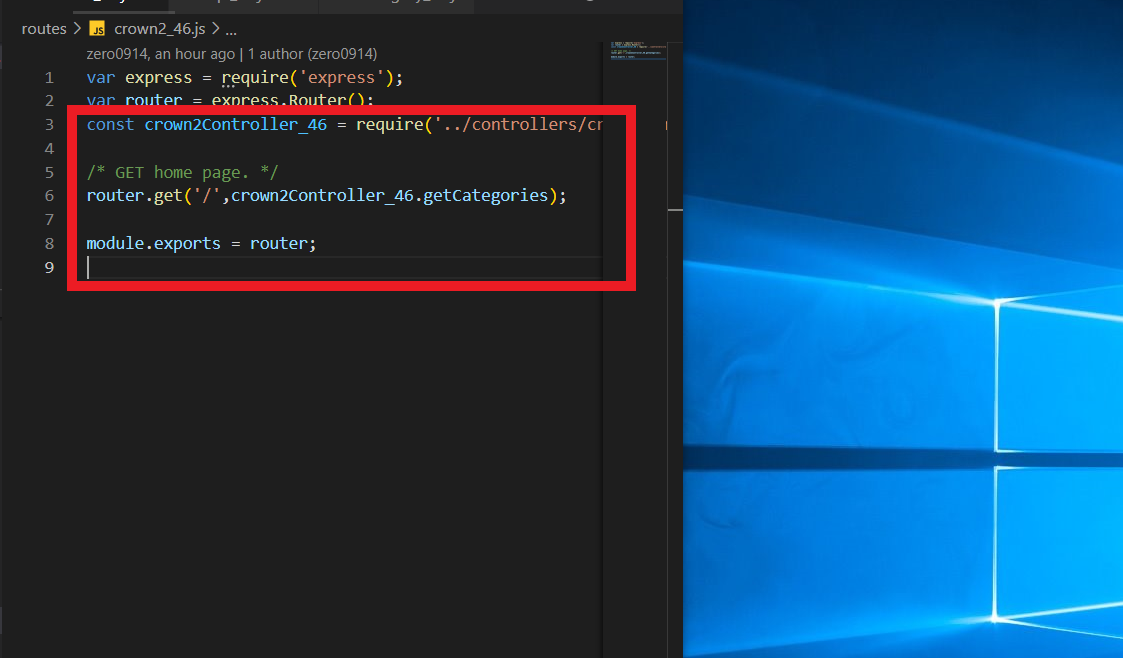 routes > JS crown2_46.js > ...
zero0914, an hour ago | 1 author (zero0914)
1 var express = require('express');
2 var router = express.Router();
3 const crown2Controller_46 = require('../controllers/cr
4
5 /* GET home page. */
6 router.get('/',crown2Controller_46.getCategories);
7
8 module.exports = router;
9